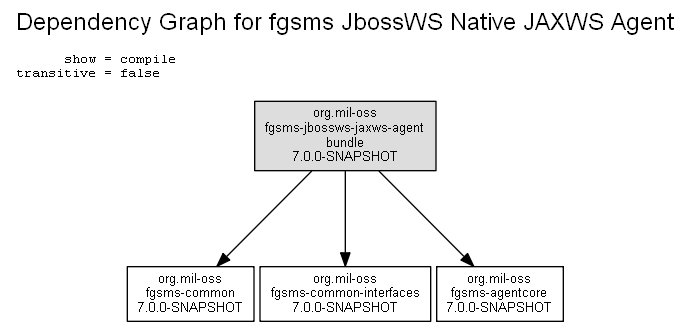 Dependency Graph for fgsms JbossWS Native JAXWS Agent
show = compile
transitive = false
org.mil-oss
fgsms-jbossws-jaxws-agent
bundle
7.0.0-SNAPSHOT
org.mil-oss
fgsms-common
7.0.0-SNAPSHOT
org.mil-oss
fgsms-common-interfaces
7.0.0-SNAPSHOT
org.mil-oss
fgsms-agentcore
7.0.0-SNAPSHOT